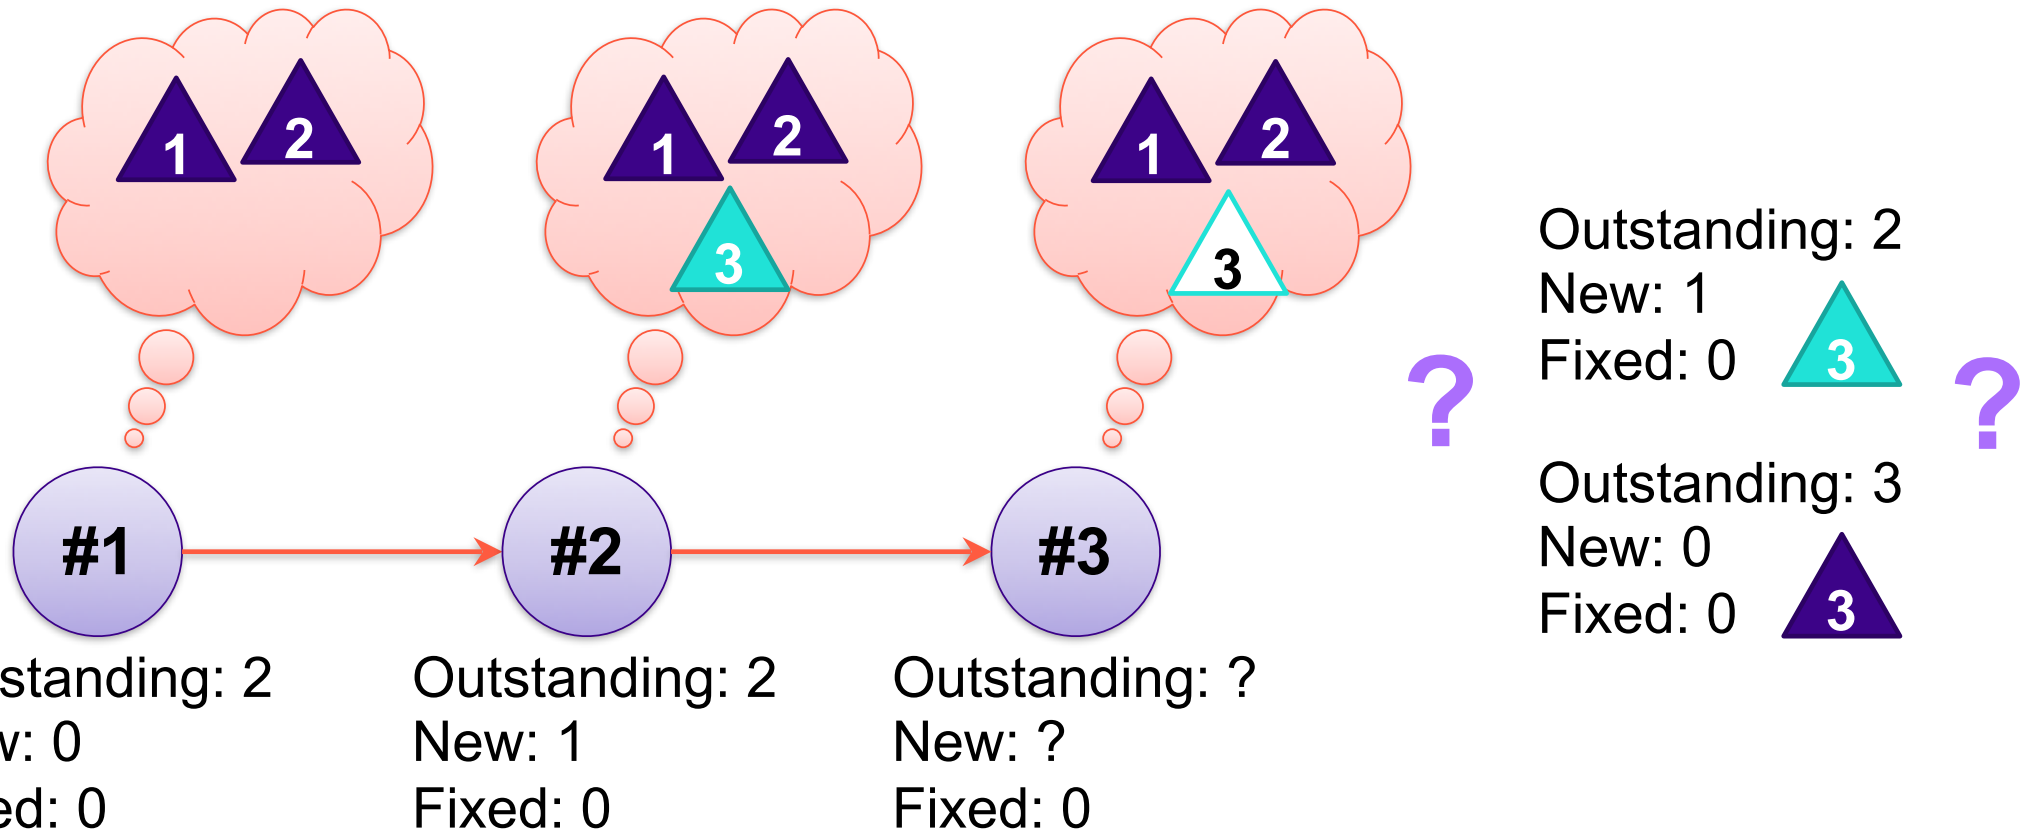 1
2
1
2
3
1
2
3
#1
#2
#3
standing: 2
w: 0
ed: 0
Outstanding: 2
New: 1
Fixed: 0
Outstanding: ?
New: ?
Fixed: 0
?
Outstanding: 2
New: 1
Fixed: 0
3
Outstanding: 3
New: 0
Fixed: 0
3
?